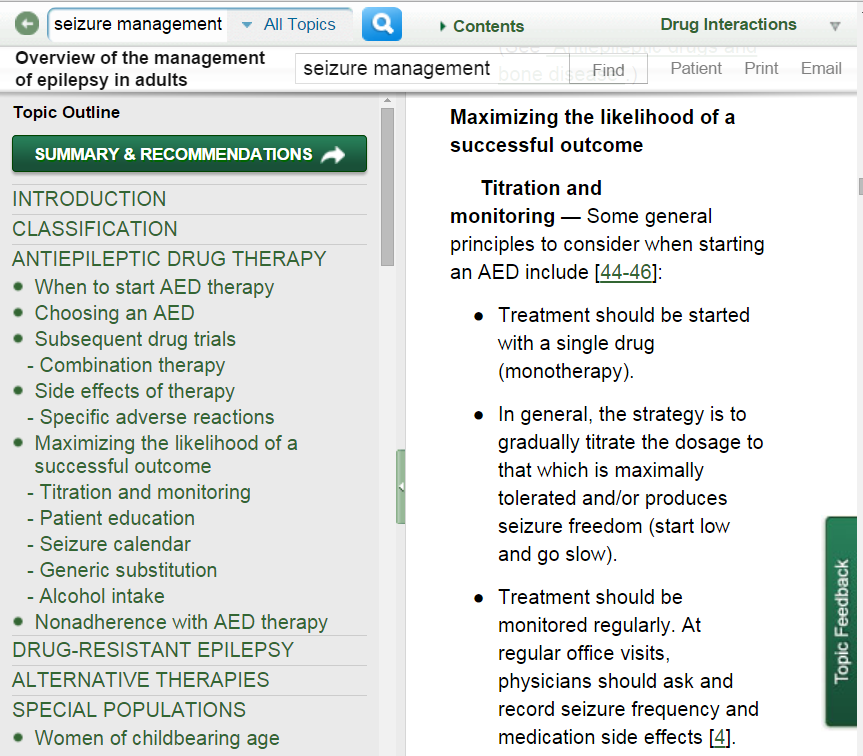 seizure management
All Topics
Contents
Drug Interactions
Overview of the management
of epilepsy in adults
seizure management
(See "Antiepileptic drugs and
bone disease".)
Find
Patient
Print
Email
Topic Outline
SUMMARY & RECOMMENDATIONS
INTRODUCTION
CLASSIFICATION
ANTIEPILEPTIC DRUG THERAPY
• When to start AED therapy
• Choosing an AED
• Subsequent drug trials
- Combination therapy
• Side effects of therapy
- Specific adverse reactions
• Maximizing the likelihood of a
successful outcome
- Titration and monitoring
- Patient education
- Seizure calendar
- Generic substitution
- Alcohol intake
• Nonadherence with AED therapy
DRUG-RESISTANT EPILEPSY
ALTERNATIVE THERAPIES
SPECIAL POPULATIONS
• Women of childbearing age
Maximizing the likelihood of a
successful outcome
Titration and
monitoring — Some general
principles to consider when starting
an AED include [44-46]:
• Treatment should be started
with a single drug
(monotherapy).
• In general, the strategy is to
gradually titrate the dosage to
that which is maximally
tolerated and/or produces
seizure freedom (start low
and go slow).
• Treatment should be
monitored regularly. At
regular office visits,
physicians should ask and
record seizure frequency and
medication side effects [4].
Topic Feedback